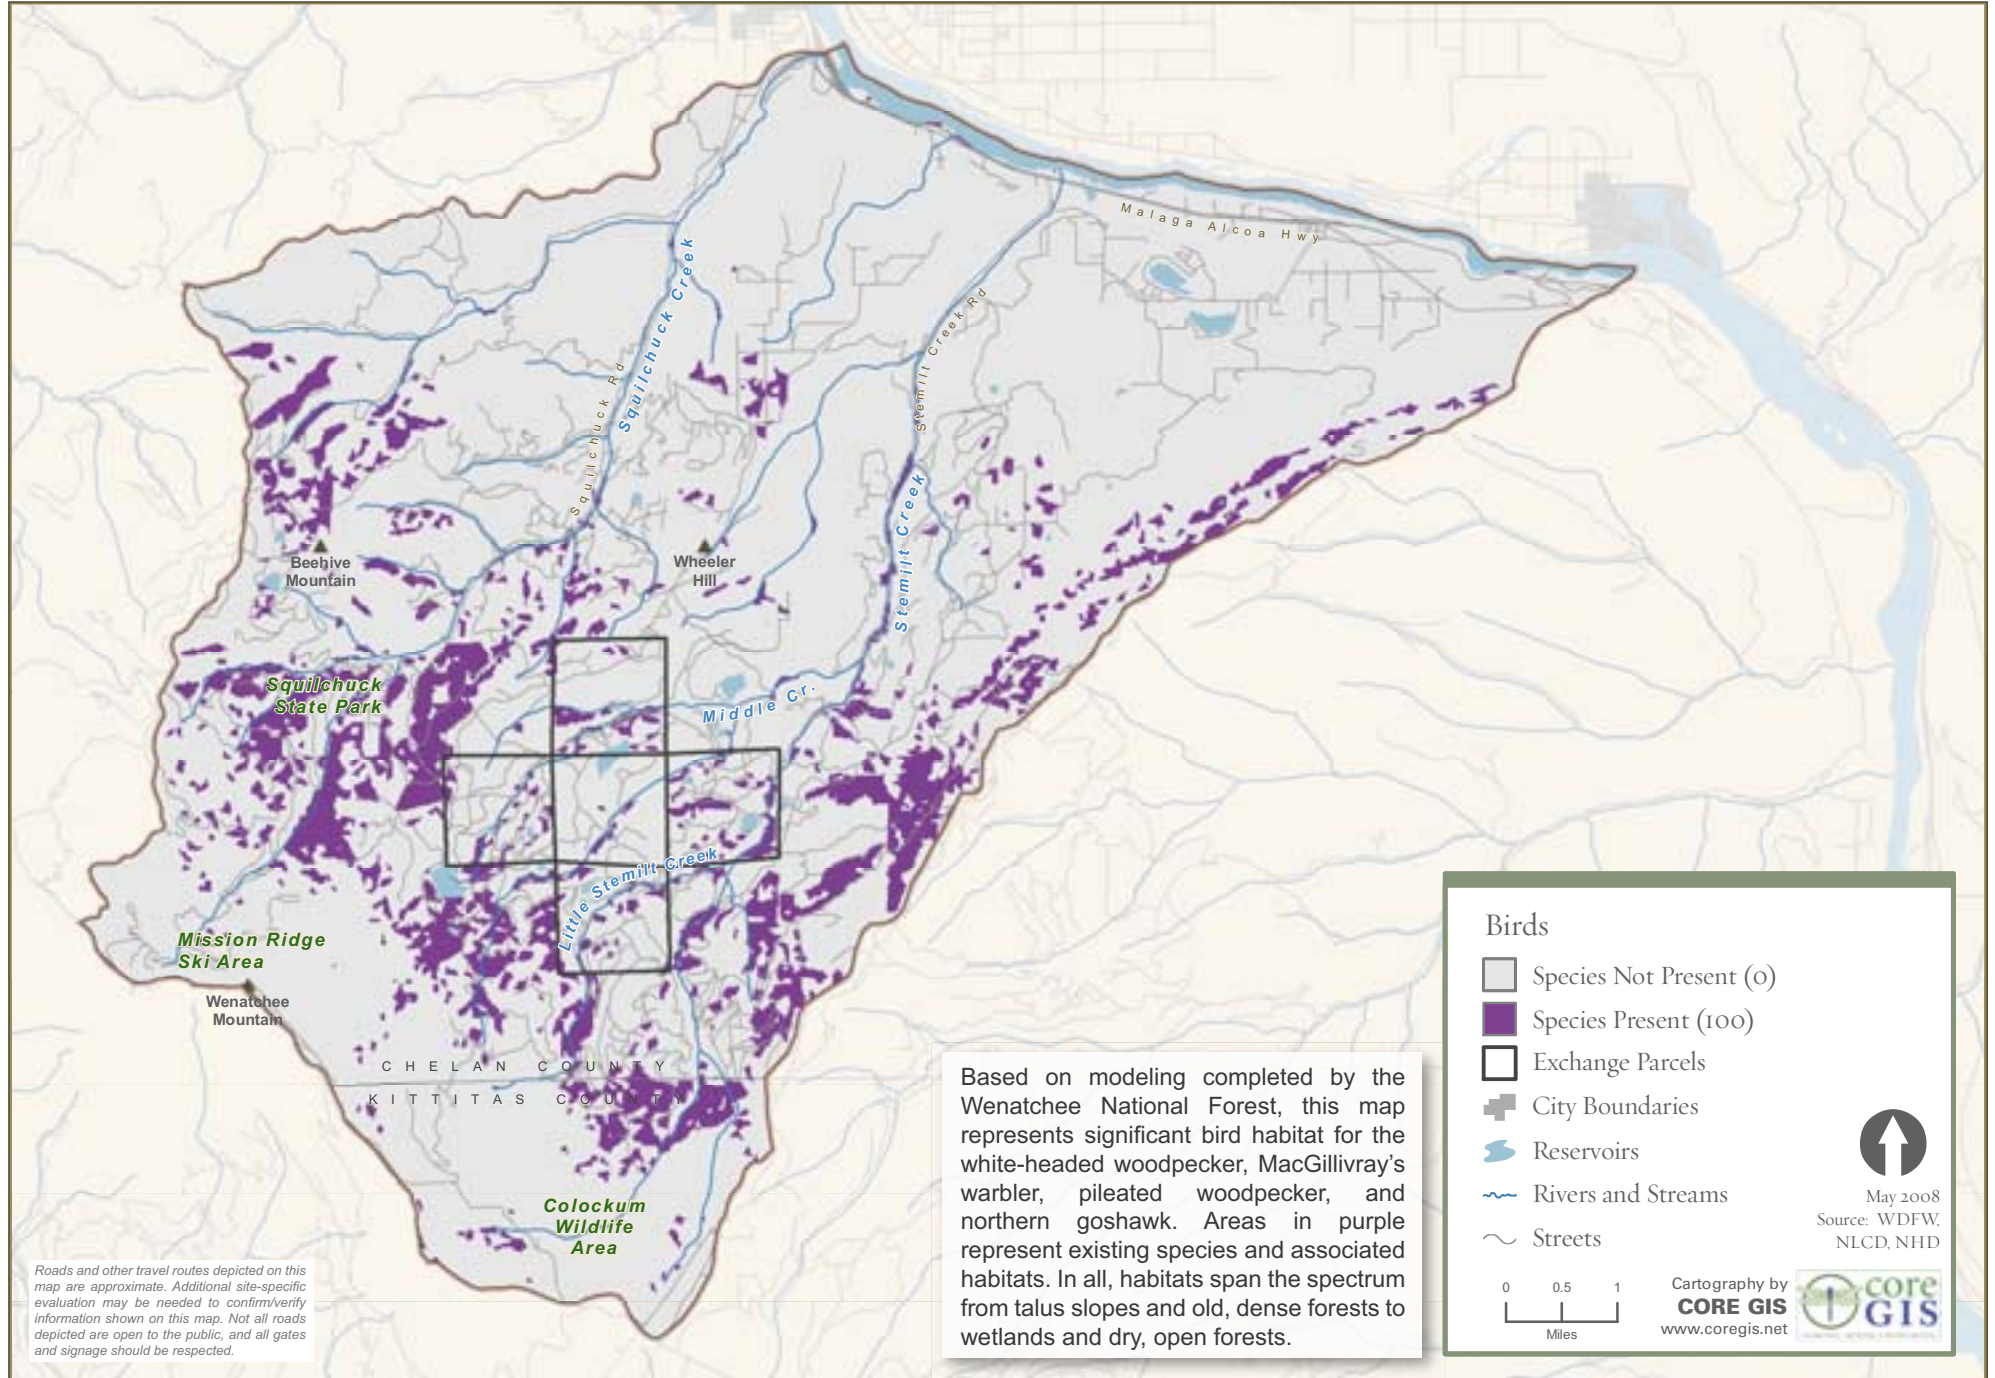 Malaga Alcoa Hwy
Squilchuck Creek
Squilchuck Rd
Stemilt Creek Rd
Stemilt Creek
Beehive
Mountain
Wheeler
Hill
Squilchuck
State Park
Middle Cr.
Little Stemilt Creek
Mission Ridge
Ski Area
Wenatchee
Mountain
CHELAN COUNTY
KITTITAS COUNTY
Colockum
Wildlife
Area
Roads and other travel routes depicted on this
map are approximate. Additional site-specific
evaluation may be needed to confirm/verify
information shown on this map. Not all roads
depicted are open to the public, and all gates
and signage should be respected.
Based on modeling completed by the
Wenatchee National Forest, this map
represents significant bird habitat for the
white-headed woodpecker, MacGillivray's
warbler, pileated woodpecker, and
northern goshawk. Areas in purple
represent existing species and associated
habitats. In all, habitats span the spectrum
from talus slopes and old, dense forests to
wetlands and dry, open forests.
Birds
Species Not Present (0)
Species Present (100)
Exchange Parcels
City Boundaries
Reservoirs
Rivers and Streams
Streets
May 2008
Source: WDFW,
NLCD, NHD
0 0.5 1
Miles
Cartography by
CORE GIS
www.coregis.net
core
GIS